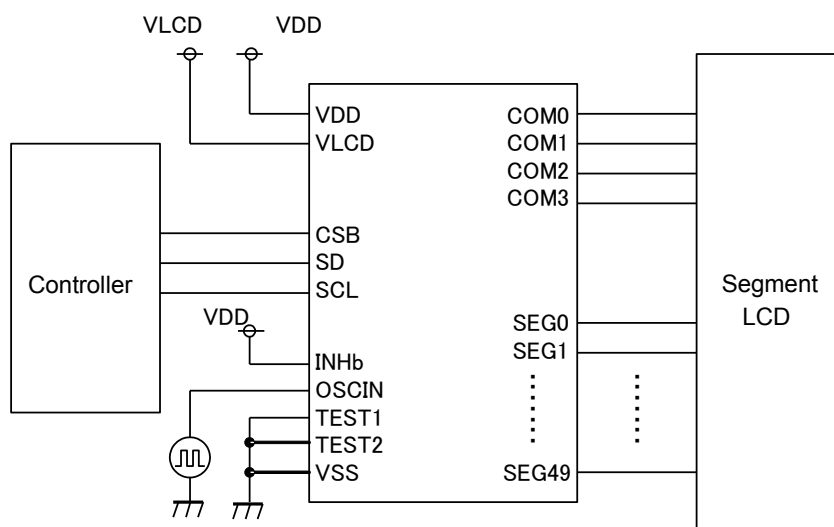 VLCD
VDD
VDD
VLCD
CSB
SD
SCL
VDD
INHb
OSCIN
TEST1
TEST2
VSS
COM0
COM1
COM2
COM3
SEG0
SEG1
SEG49
Controller
Segment
LCD